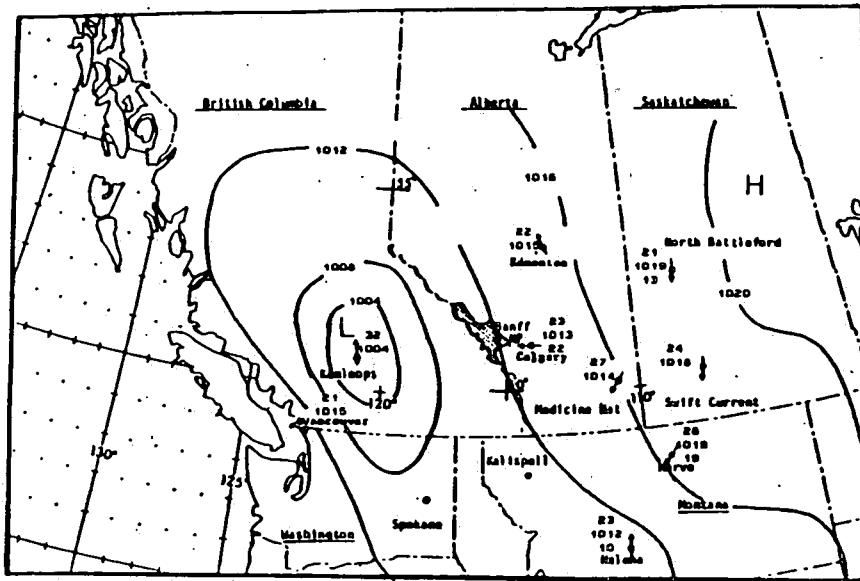 British Columbia
Alberta
Saskatchewan
1012
1016
55°
H
22
1015
Edmonton
North Battleford
21
1019
13
1008
1004
1020
L
32
1004
Kamloops
Banff
23
1013
22
Calgary
27
1014
24
1016
120°
110°
21
1015
Vancouver
Medicine Hat
Swift Current
26
1018
19
Havre
130°
125°
Kalispell
Spokane
Montana
Washington
23
1012
10
Helena